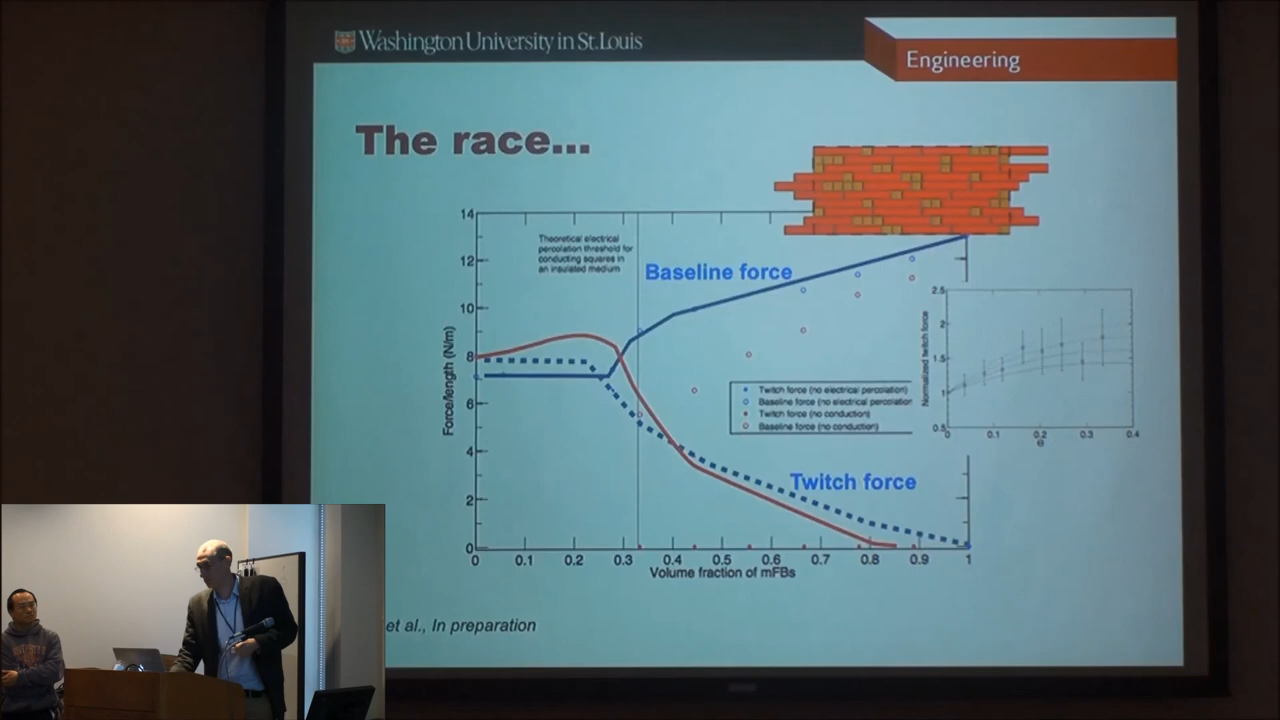 Washington University in St. Louis
Engineering
The race...
Theoretical electrical
percolation threshold for
conducting squares in
an insulated medium
Baseline force
Twitch force
Force/length (N/m)
14
12
10
8
6
4
2
0
0 0.1 0.2 0.3 0.4 0.5 0.6 0.7 0.8 0.9 1
Volume fraction of mFBs
Twitch force (no electrical percolation)
Baseline force (no electrical percolation
Twitch force (no conduction)
Baseline force (no conduction)
Normalized twitch force
2.5
2
1.5
1
0.5
0 0.1 0.2 0.3 0.4
et al., In preparation